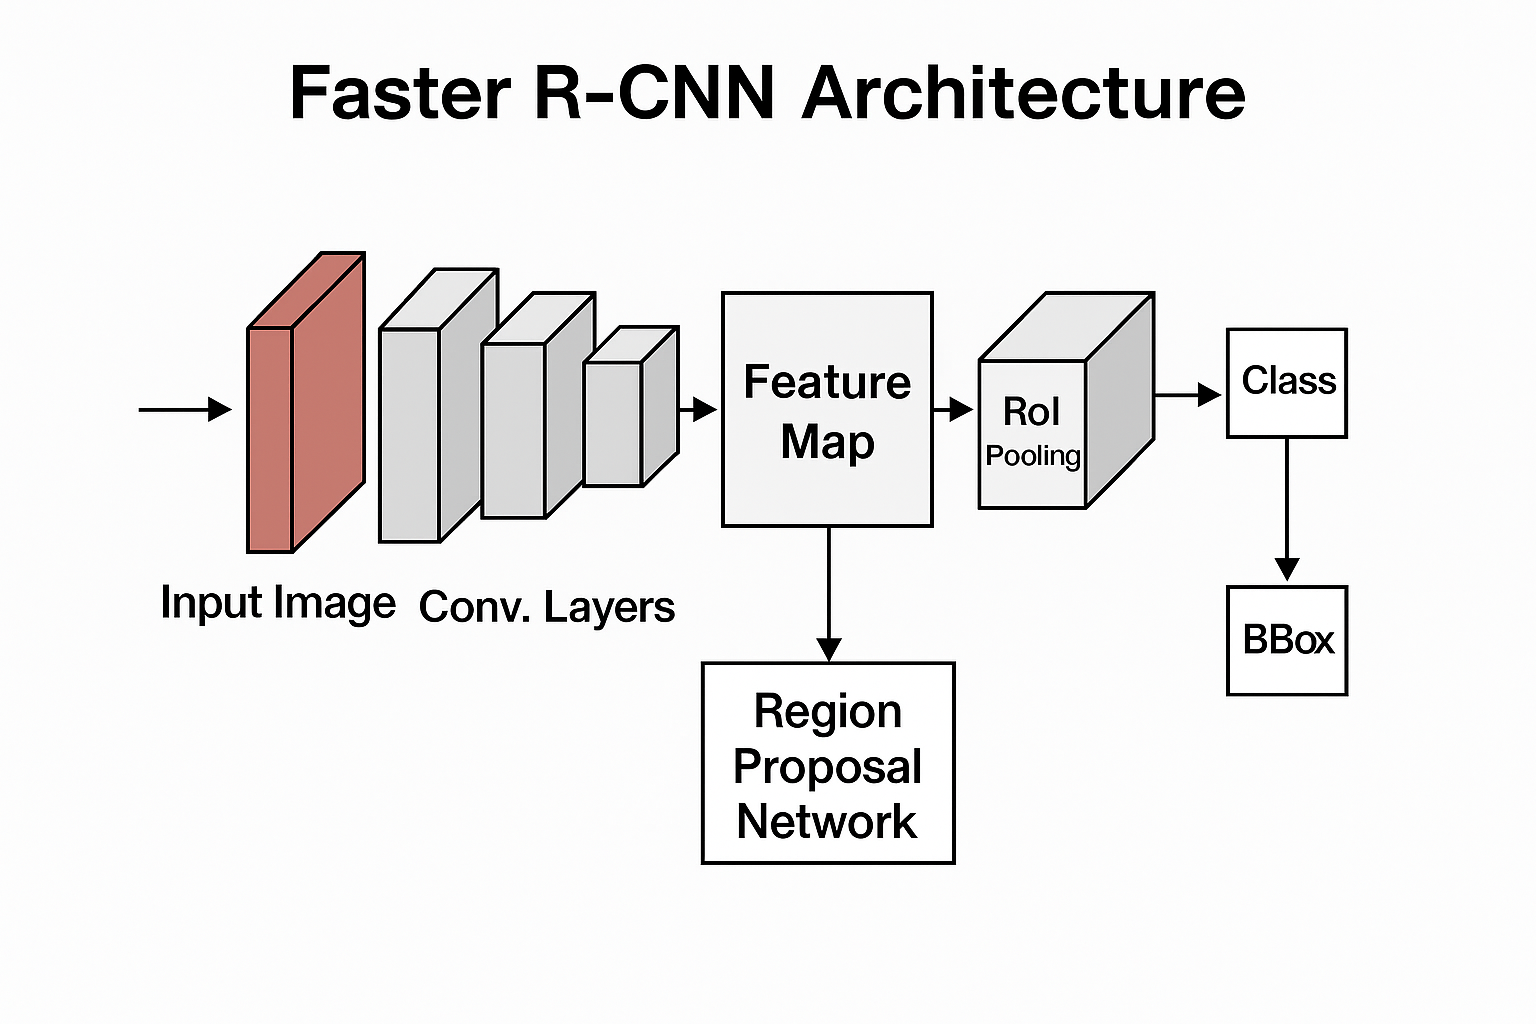 Faster R-CNN Architecture
Input Image
Conv. Layers
Feature
Map
RoI
Pooling
Class
BBox
Region
Proposal
Network